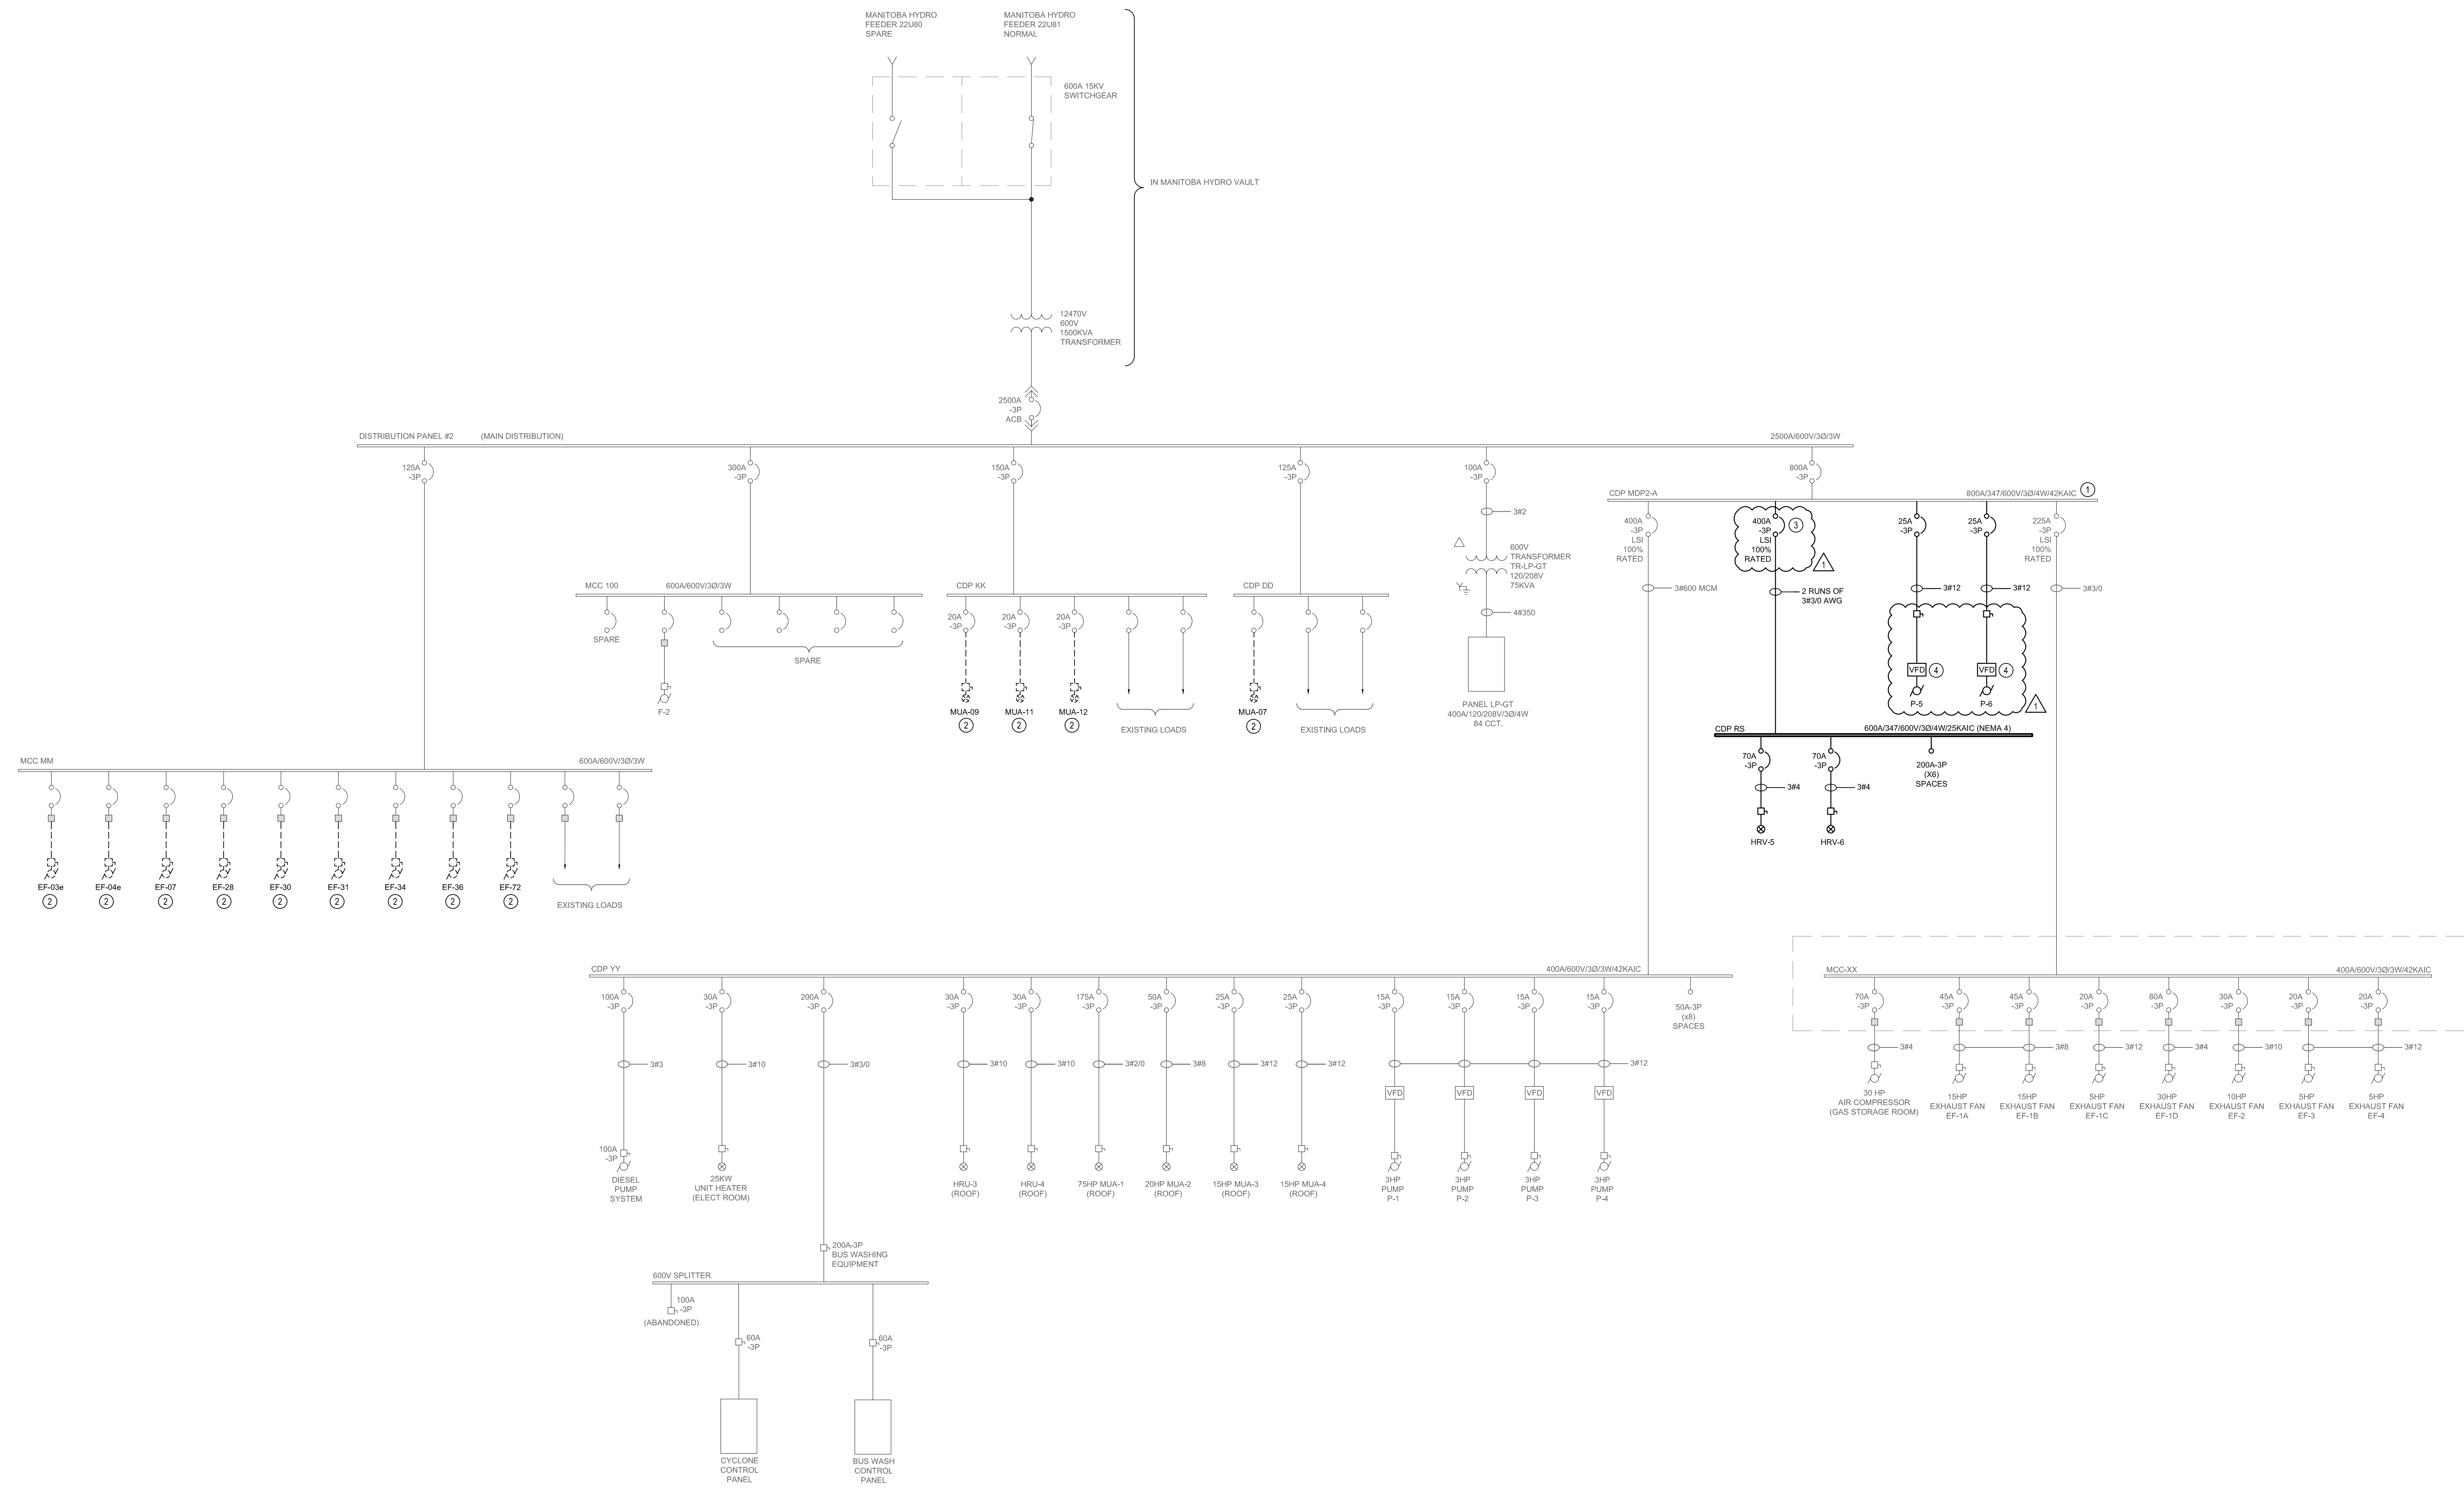 MANITOBA HYDRO
FEEDER 22U80
SPARE
MANITOBA HYDRO
FEEDER 22U81
NORMAL
600A 15KV
SWITCHGEAR
IN MANITOBA HYDRO VAULT
12470V
600V
1500KVA
TRANSFORMER
2500A
-3P
ACB
DISTRIBUTION PANEL #2 (MAIN DISTRIBUTION)
2500A/600V/3Ø/3W
125A
-3P
300A
-3P
150A
-3P
125A
-3P
100A
-3P
800A
-3P
3#2
600V
TRANSFORMER
TR-LP-GT
120/208V
75KVA
4#350
PANEL LP-GT
400A/120/208V/3Ø/4W
84 CCT.
CDP MDP2-A
800A/347/600V/3Ø/4W/42KAIC
1
400A
-3P
LSI
100%
RATED
3#600 MCM
400A
-3P
LSI
100%
RATED
3
1
2 RUNS OF
3#3/0 AWG
25A
-3P
3#12
VFD
4
P-5
25A
-3P
3#12
VFD
4
P-6
1
225A
-3P
LSI
100%
RATED
3#3/0
MCC 100
600A/600V/3Ø/3W
SPARE
F-2
SPARE
CDP KK
20A
-3P
MUA-09
2
20A
-3P
MUA-11
2
20A
-3P
MUA-12
2
EXISTING LOADS
CDP DD
MUA-07
2
EXISTING LOADS
CDP RS
600A/347/600V/3Ø/4W/25KAIC (NEMA 4)
70A
-3P
3#4
HRV-5
70A
-3P
3#4
HRV-6
200A-3P
(X6)
SPACES
MCC MM
600A/600V/3Ø/3W
EF-03e
2
EF-04e
2
EF-07
2
EF-28
2
EF-30
2
EF-31
2
EF-34
2
EF-36
2
EF-72
2
EXISTING LOADS
CDP YY
400A/600V/3Ø/3W/42KAIC
100A
-3P
3#3
100A
-3P
DIESEL
PUMP
SYSTEM
30A
-3P
3#10
25KW
UNIT HEATER
(ELECT ROOM)
200A
-3P
3#3/0
200A-3P
BUS WASHING
EQUIPMENT
30A
-3P
3#10
HRU-3
(ROOF)
30A
-3P
3#10
HRU-4
(ROOF)
175A
-3P
3#2/0
75HP MUA-1
(ROOF)
50A
-3P
3#8
20HP MUA-2
(ROOF)
25A
-3P
3#12
15HP MUA-3
(ROOF)
25A
-3P
3#12
15HP MUA-4
(ROOF)
15A
-3P
VFD
3HP
PUMP
P-1
15A
-3P
VFD
3HP
PUMP
P-2
15A
-3P
VFD
3HP
PUMP
P-3
15A
-3P
3#12
VFD
3HP
PUMP
P-4
50A-3P
(x8)
SPACES
MCC-XX
400A/600V/3Ø/3W/42KAIC
70A
-3P
3#4
30 HP
AIR COMPRESSOR
(GAS STORAGE ROOM)
45A
-3P
15HP
EXHAUST FAN
EF-1A
45A
-3P
3#8
15HP
EXHAUST FAN
EF-1B
20A
-3P
3#12
5HP
EXHAUST FAN
EF-1C
80A
-3P
3#4
30HP
EXHAUST FAN
EF-1D
30A
-3P
3#10
10HP
EXHAUST FAN
EF-2
20A
-3P
5HP
EXHAUST FAN
EF-3
20A
-3P
3#12
5HP
EXHAUST FAN
EF-4
600V SPLITTER
100A
-3P
(ABANDONED)
60A
-3P
CYCLONE
CONTROL
PANEL
60A
-3P
BUS WASH
CONTROL
PANEL